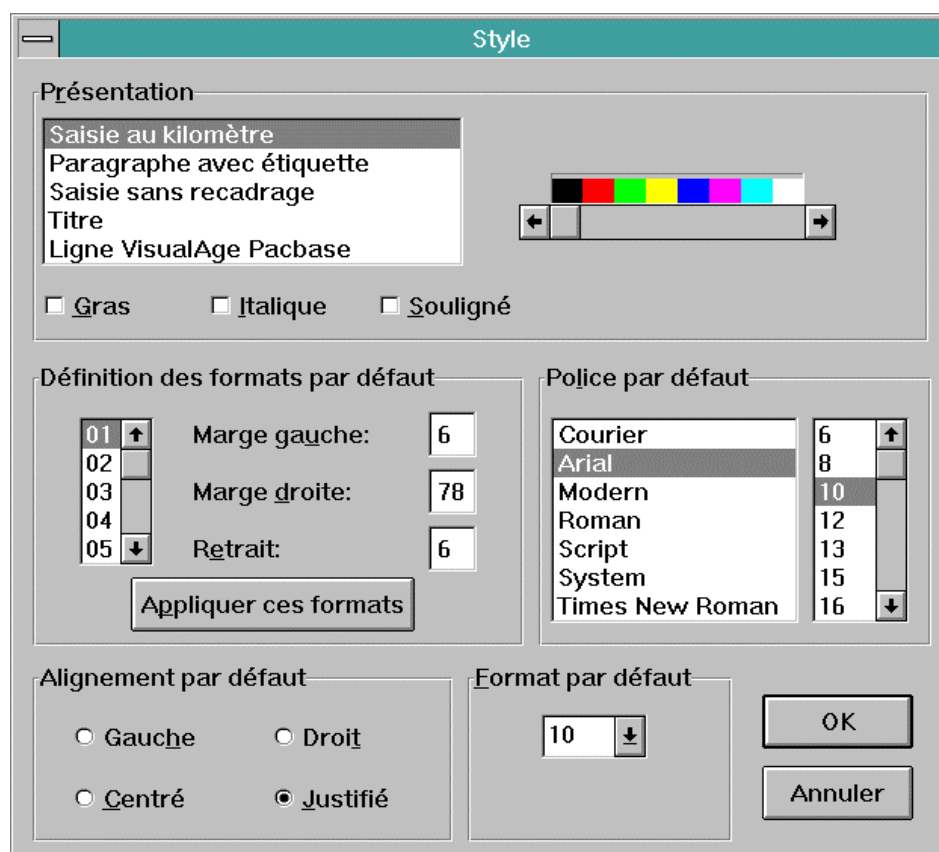 Style
Présentation
Saisie au kilomètre
Paragraphe avec étiquette
Saisie sans recadrage
Titre
Ligne VisualAge Pacbase
Gras Italique Souligné
Définition des formats par défaut
01
02
03
04
05
Marge gauche: 6
Marge droite: 78
Retrait: 6
Appliquer ces formats
Police par défaut
Courier
Arial
Modern
Roman
Script
System
Times New Roman
6
8
10
12
13
15
16
Alignement par défaut
Gauche Droit
Centré Justifié
Format par défaut
10
OK
Annuler